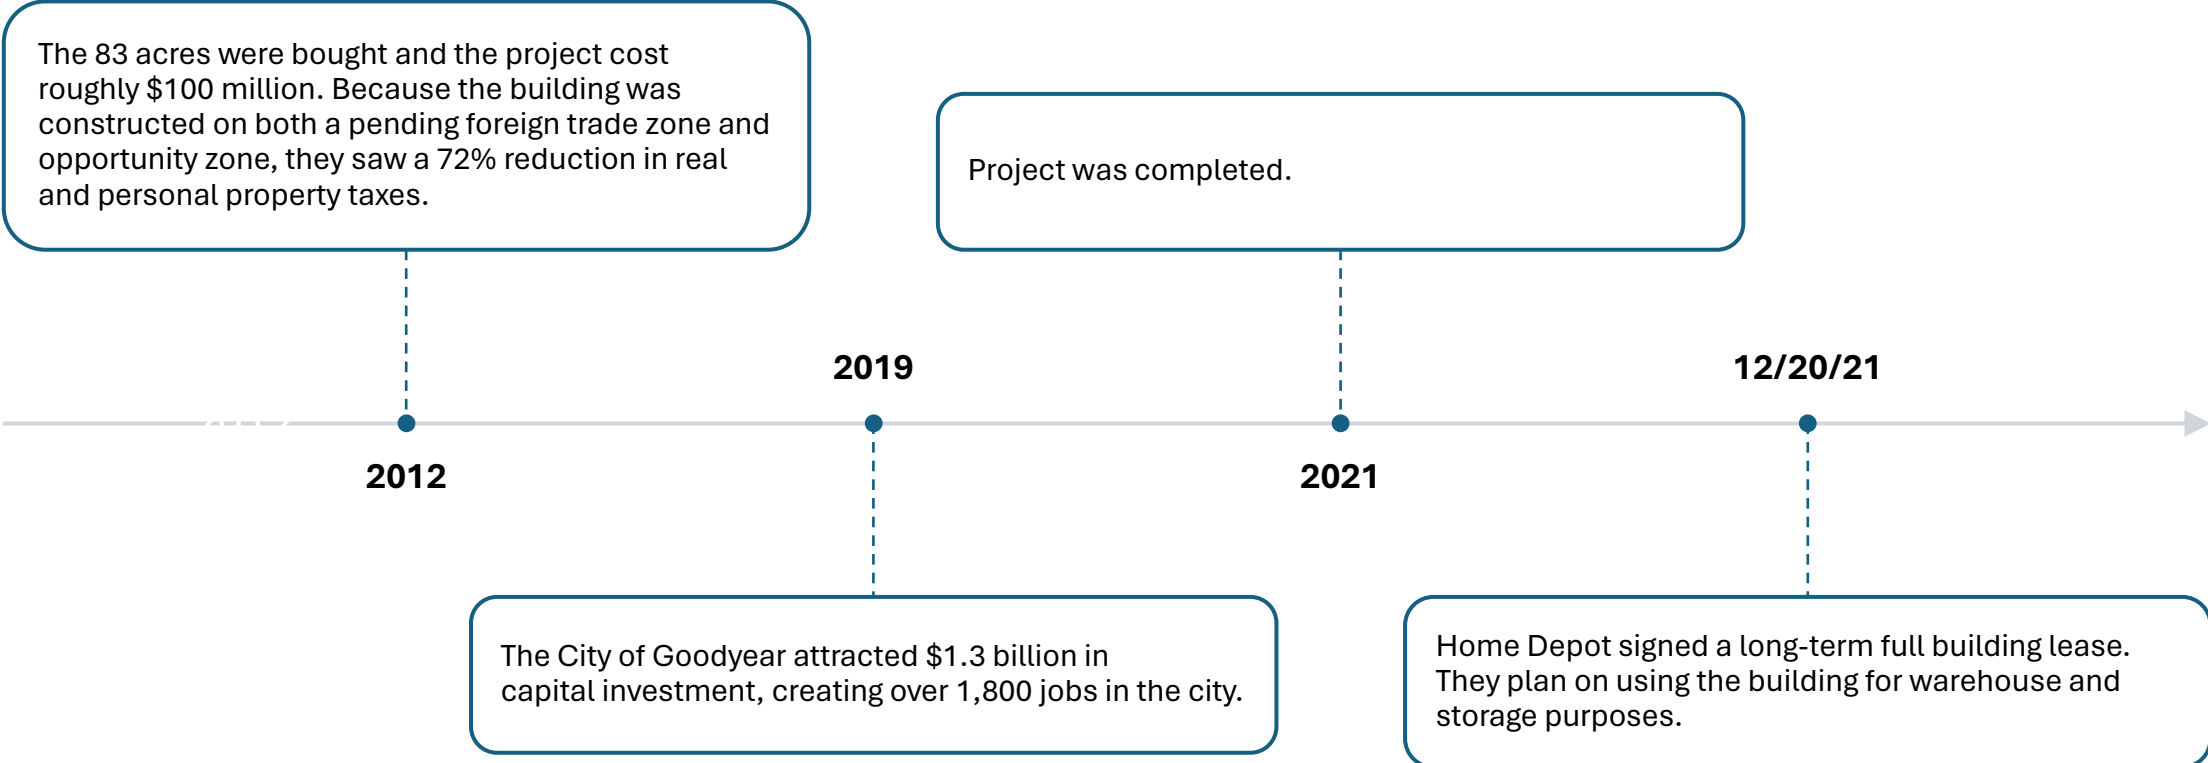 The 83 acres were bought and the project cost
roughly $100 million. Because the building was
constructed on both a pending foreign trade zone and
opportunity zone, they saw a 72% reduction in real
and personal property taxes.
Project was completed.
2019
12/20/21
2012
2021
The City of Goodyear attracted $1.3 billion in
capital investment, creating over 1,800 jobs in the city.
Home Depot signed a long-term full building lease.
They plan on using the building for warehouse and
storage purposes.